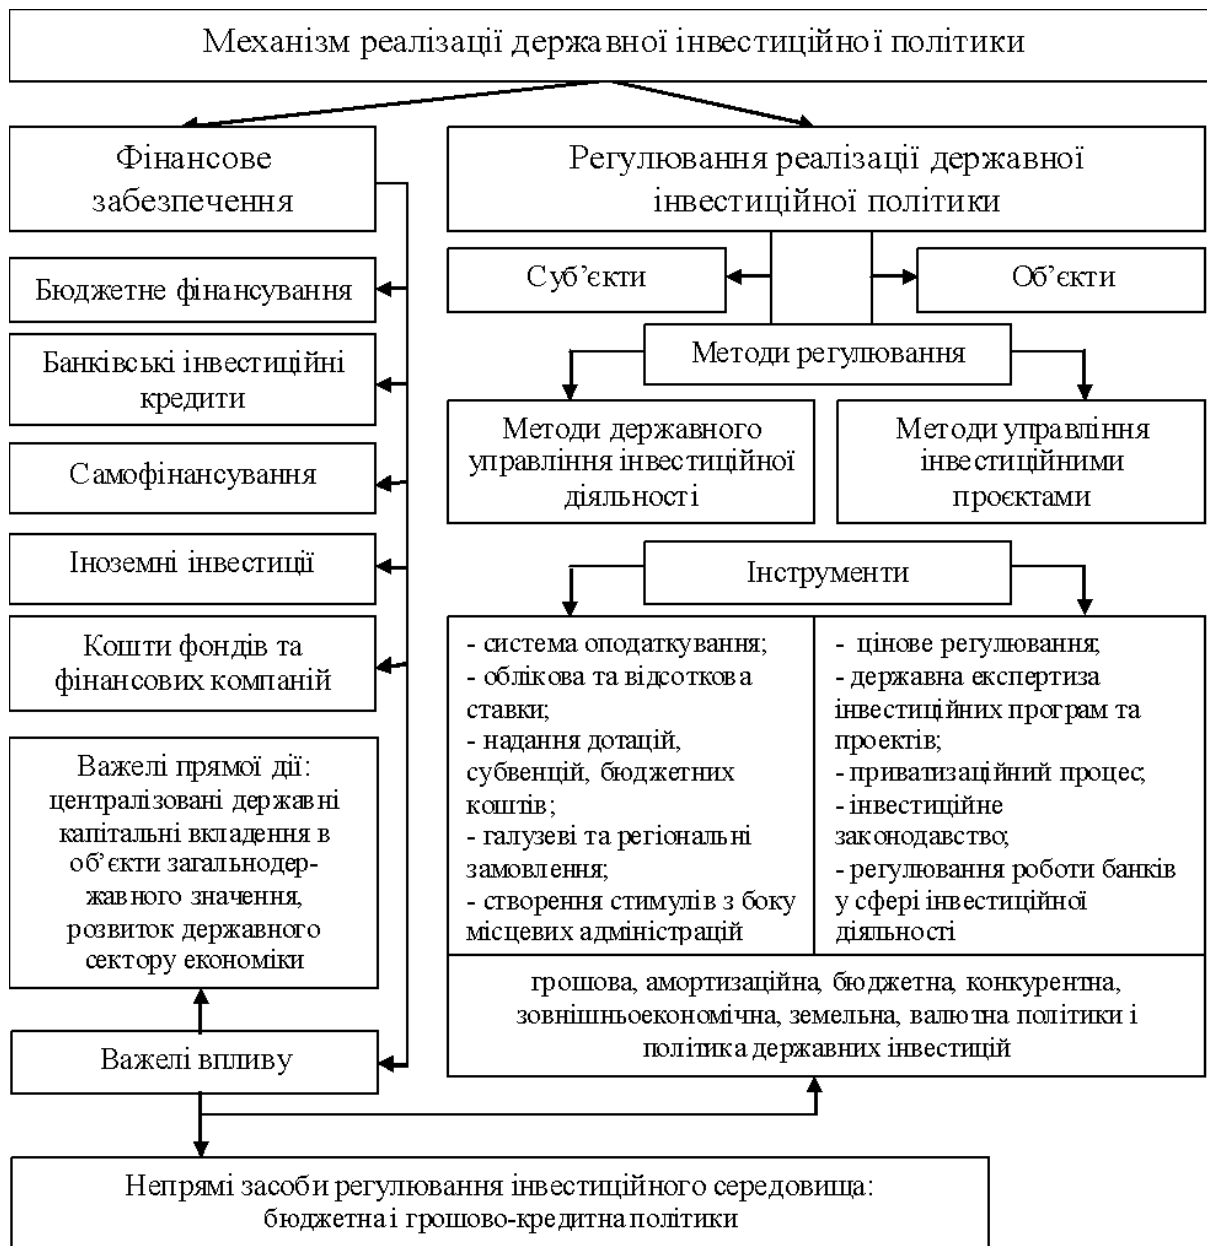 Механізм реалізації державної інвестиційної політики
Фінансове
забезпечення
Регулювання реалізації державної
інвестиційної політики
Суб’єкти
Об’єкти
Бюджетне фінансування
Методи регулювання
Банківські інвестиційні
кредити
Методи державного
управління інвестиційної
діяльності
Методи управління
інвестиційними
проєктами
Самофінансування
Іноземні інвестиції
Інструменти
Кошти фондів та
фінансових компаній
- система оподаткування;
- облікова та відсоткова
ставки;
- надання дотацій,
субвенцій, бюджетних
коштів;
- галузеві та регіональні
замовлення;
- створення стимулів з боку
місцевих адміністрацій
- цінове регулювання;
- державна експертиза
інвестиційних програм та
проектів;
- приватизаційний процес;
- інвестиційне
законодавство;
- регулювання роботи банків
у сфері інвестиційної
діяльності
Важелі прямої дії:
централізовані державні
капітальні вкладення в
об’єкти загальнодер-
жавного значення,
розвиток державного
сектору економіки
грошова, амортизаційна, бюджетна, конкурентна,
зовнішньоекономічна, земельна, валютна політики і
політика державних інвестицій
Важелі впливу
Непрямі засоби регулювання інвестиційного середовища:
бюджетна і грошово-кредитна політики